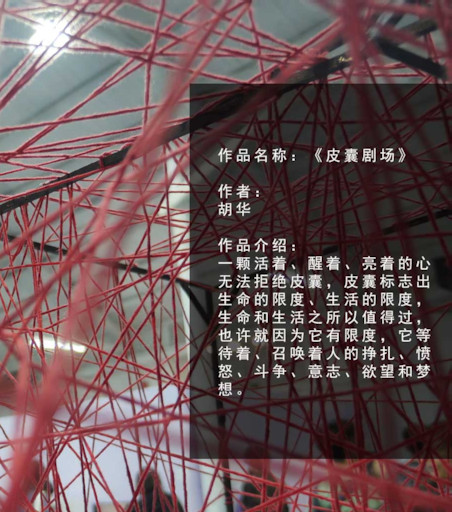 作品名称：《皮囊剧场》
作者：
胡华
作品介绍：
一颗活着、醒着、亮着的心
无法拒绝皮囊，皮囊标志出
生命的限度、生活的限度，
生命和生活之所以值得过，
也许就因为它有限度，它等
待着、召唤着人的挣扎、愤
怒、斗争、意志、欲望和梦
想。